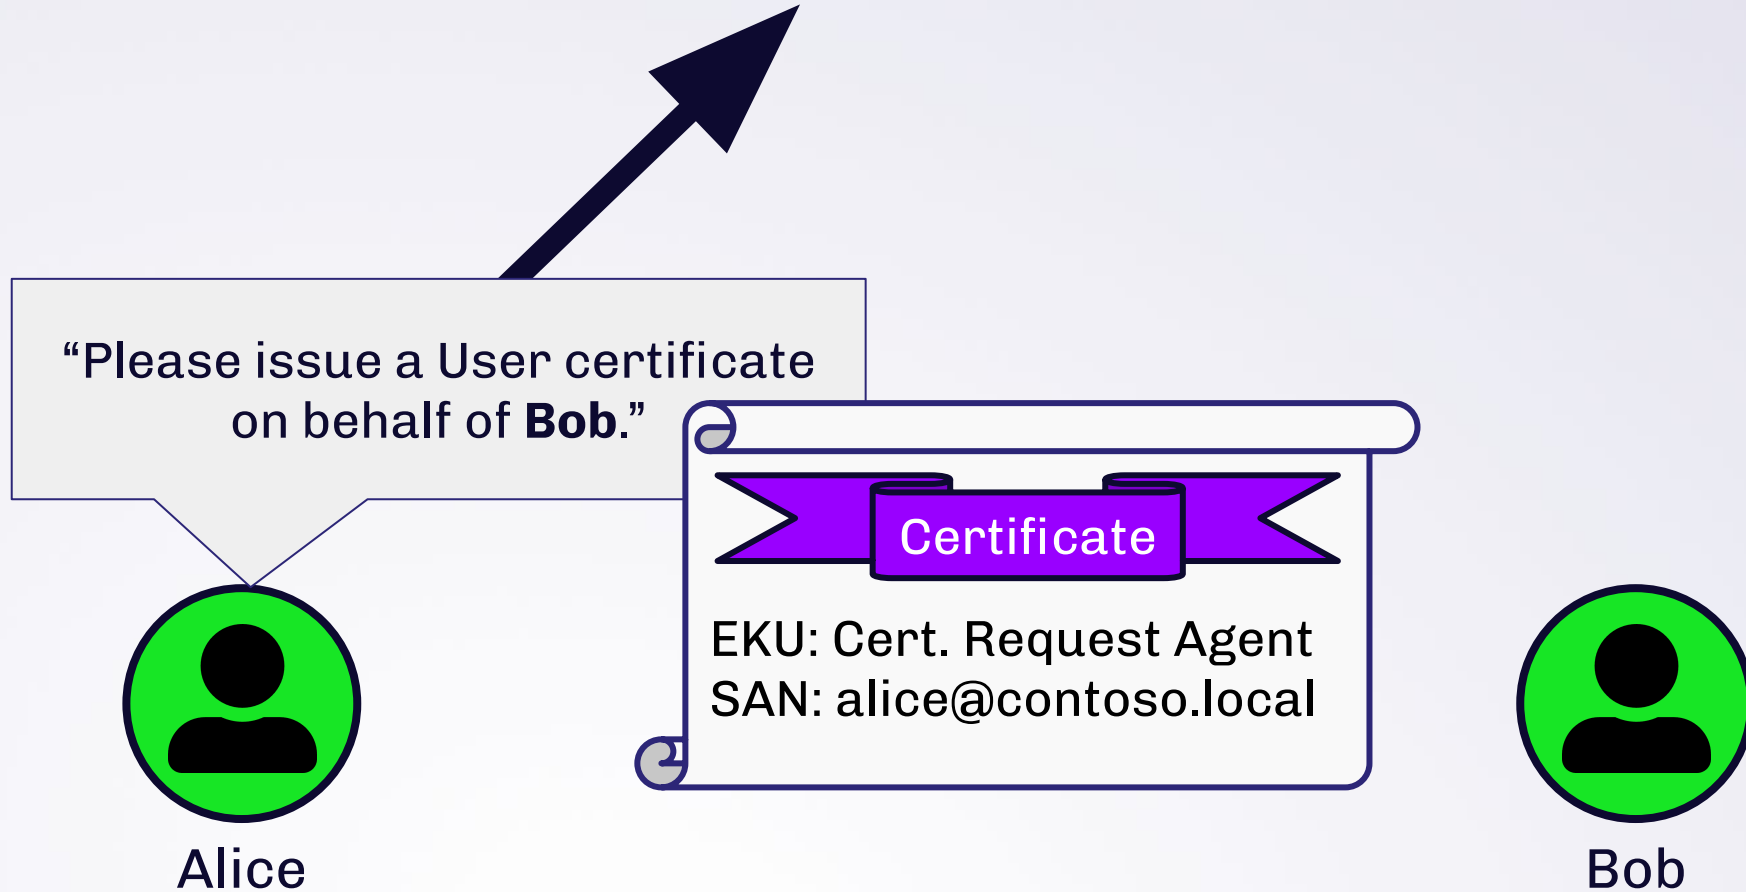 “Please issue a User certificate
on behalf of Bob.”
Certificate
EKU: Cert. Request Agent
SAN: alice@contoso.local
Alice
Bob